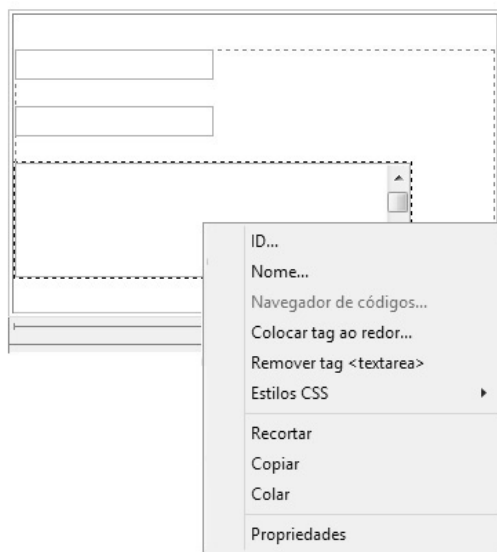 ID...
Nome...
Navegador de códigos...
Colocar tag ao redor...
Remover tag <textarea>
Estilos CSS
Recortar
Copiar
Colar
Propriedades